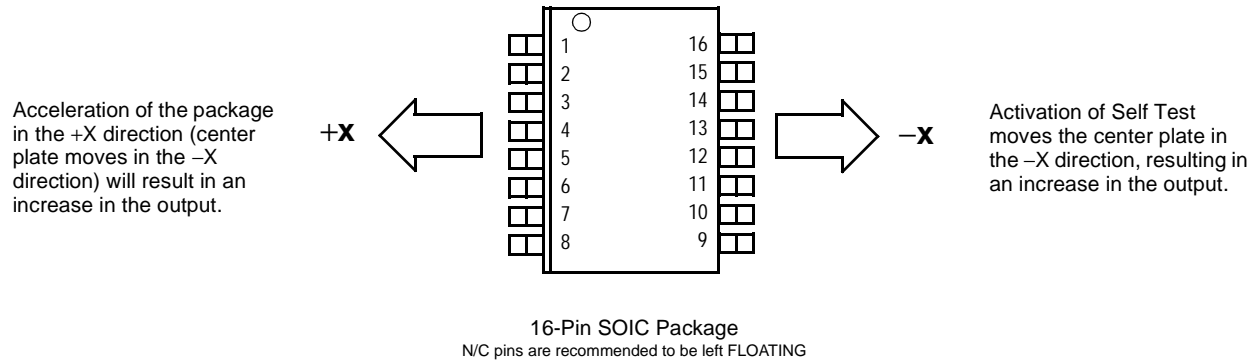 Acceleration of the package
in the +X direction (center
plate moves in the −X
direction) will result in an
increase in the output.
+X
1
2
3
4
5
6
7
8
16
15
14
13
12
11
10
9
−X
Activation of Self Test
moves the center plate in
the −X direction, resulting in
an increase in the output.
16-Pin SOIC Package
N/C pins are recommended to be left FLOATING